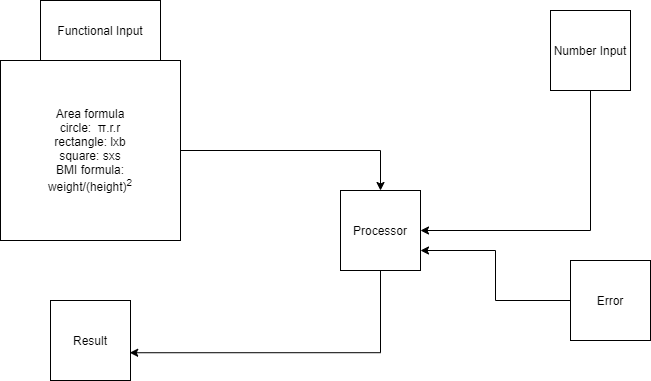 Functional Input
Number Input
Area formula
circle:  π.r.r
rectangle: lxb
square: sxs
BMI formula:
weight/(height)²
Processor
Error
Result